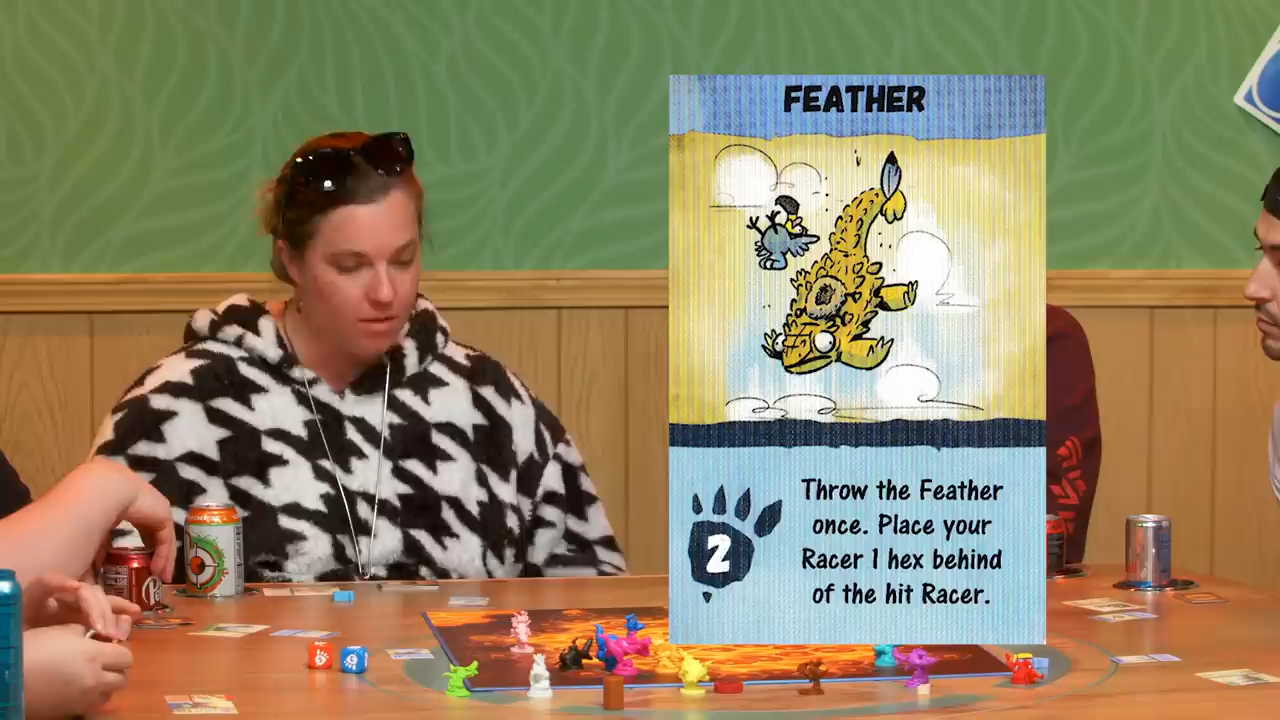 FEATHER
Throw the Feather
once. Place your
2
Racer 1 hex behind
of the hit Racer.